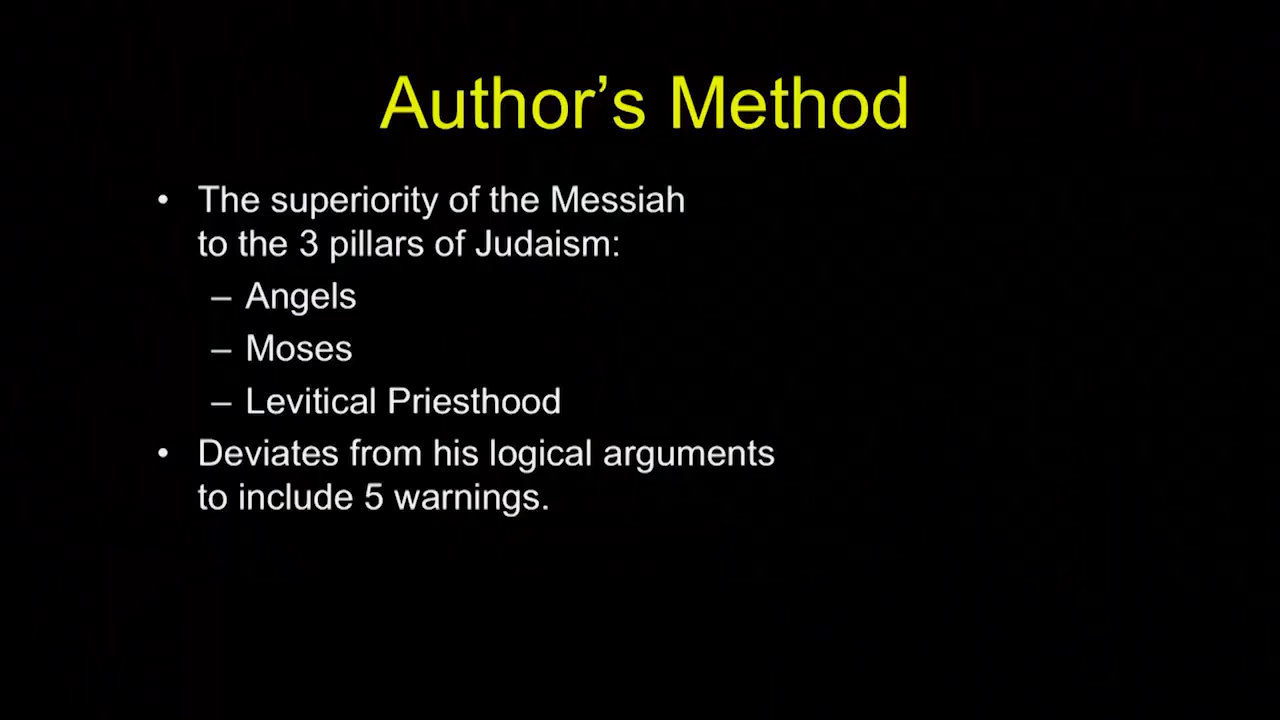 Author’s Method
• The superiority of the Messiah
to the 3 pillars of Judaism:
– Angels
– Moses
– Levitical Priesthood
• Deviates from his logical arguments
to include 5 warnings.